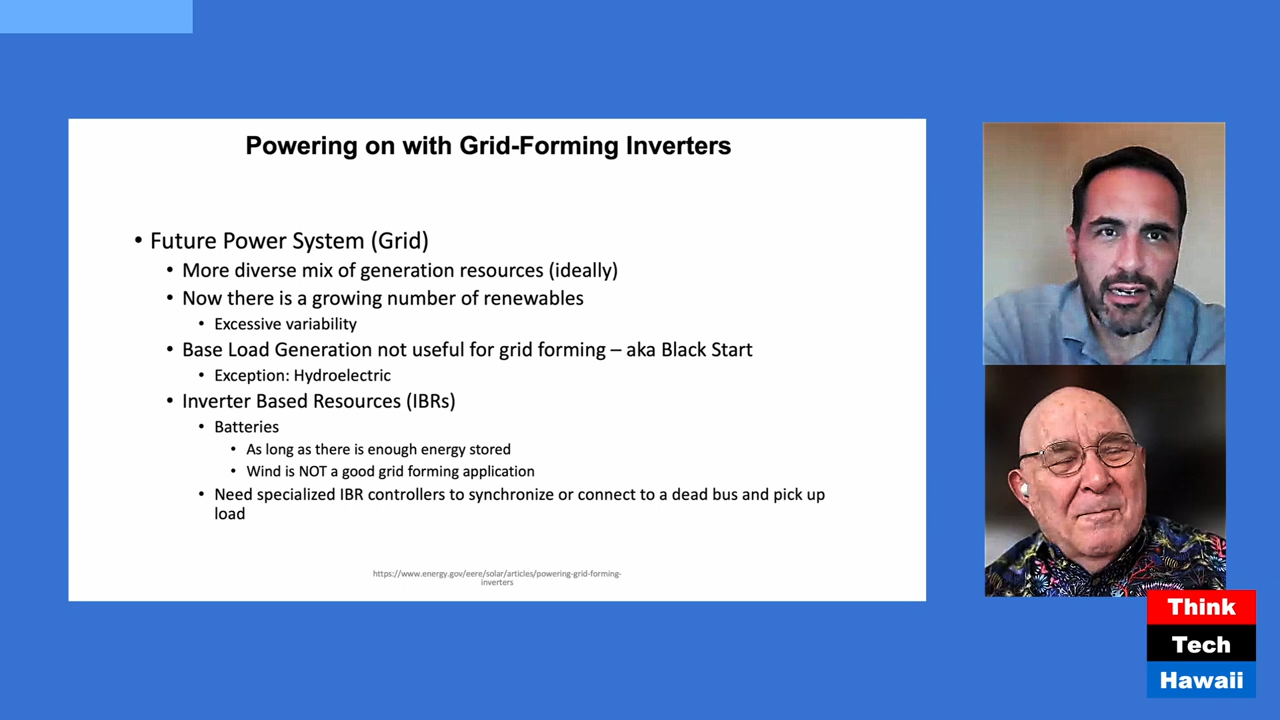 Powering on with Grid-Forming Inverters
• Future Power System (Grid)
• More diverse mix of generation resources (ideally)
• Now there is a growing number of renewables
• Excessive variability
• Base Load Generation not useful for grid forming – aka Black Start
• Exception: Hydroelectric
• Inverter Based Resources (IBRs)
• Batteries
• As long as there is enough energy stored
• Wind is NOT a good grid forming application
• Need specialized IBR controllers to synchronize or connect to a dead bus and pick up
load
https://www.energy.gov/eere/solar/articles/powering-grid-forming-
inverters
Think
Tech
Hawaii